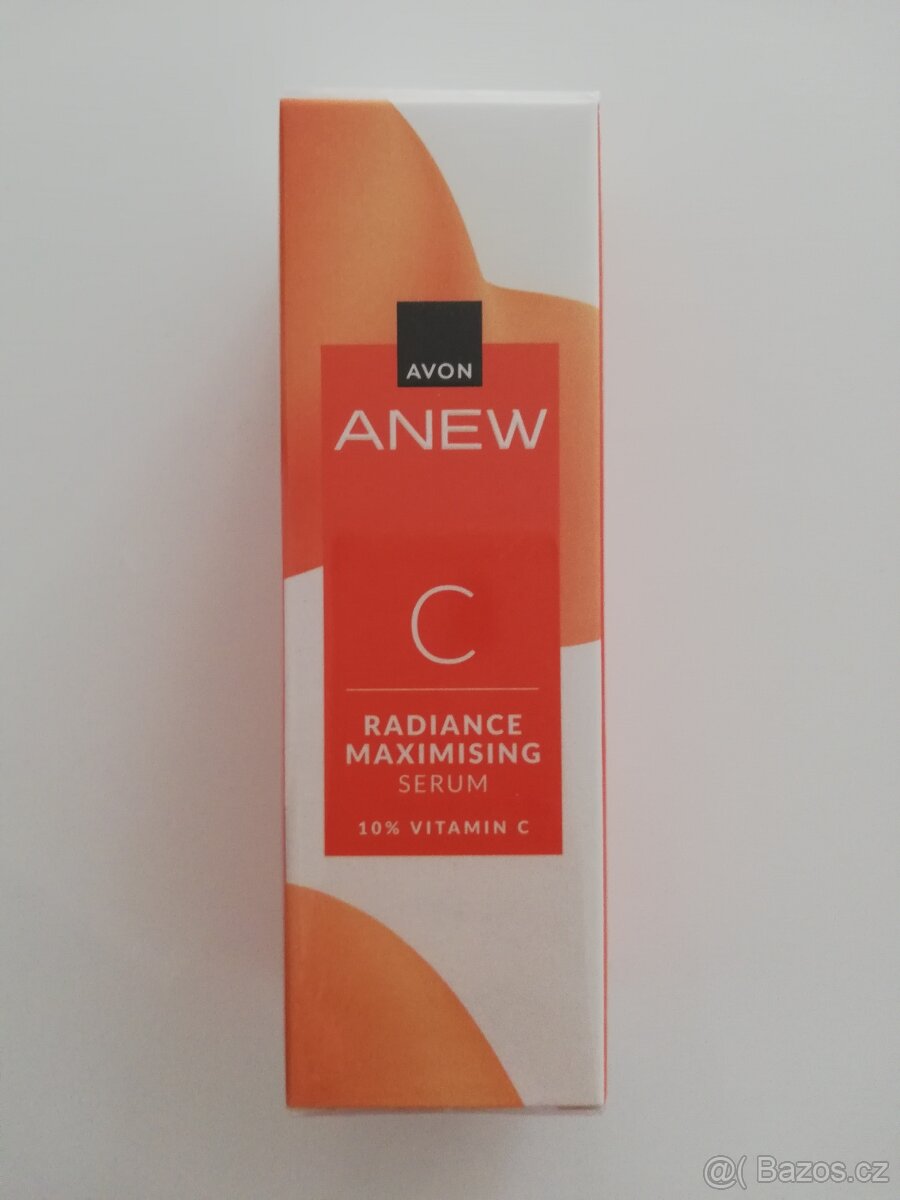 AVON
ANEW
C
RADIANCE
MAXIMISING
SERUM
10% VITAMIN C
@( Bazos.cz